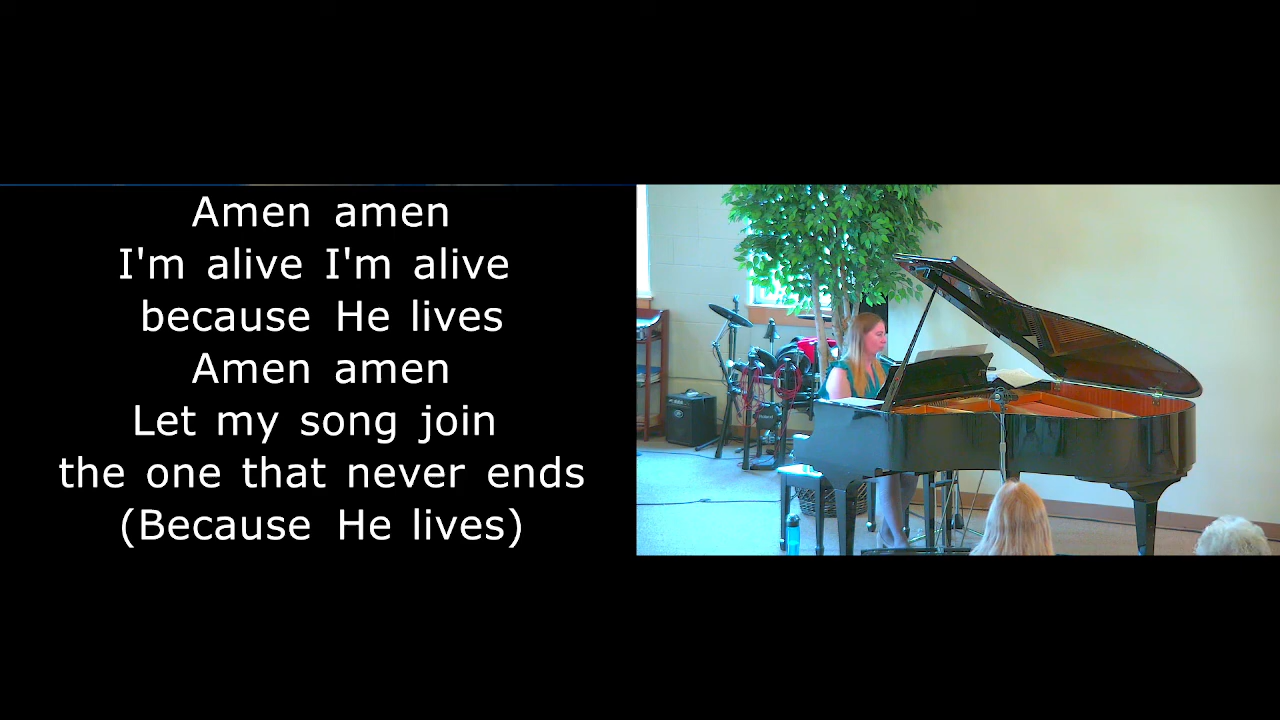 Amen amen
I'm alive I'm alive
because He lives
Amen amen
Let my song join
the one that never ends
(Because He lives)